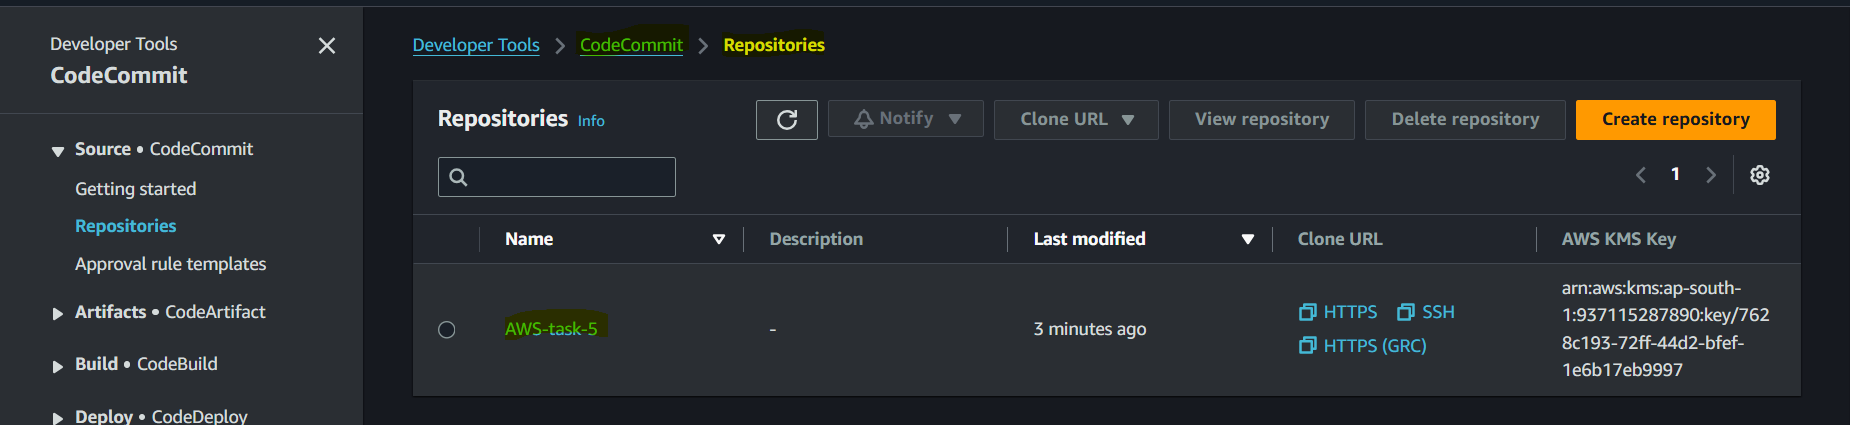 Developer Tools
CodeCommit
Source • CodeCommit
Getting started
Repositories
Approval rule templates
Artifacts • CodeArtifact
Build • CodeBuild
Deploy • CodeDeploy
Developer Tools > CodeCommit > Repositories
Repositories Info
Notify Clone URL View repository Delete repository Create repository
1
Name Description Last modified Clone URL AWS KMS Key
AWS-task-5 - 3 minutes ago
HTTPS SSH
HTTPS (GRC)
arn:aws:kms:ap-south-
1:937115287890:key/762
8c193-72ff-44d2-bfef-
1e6b17eb9997